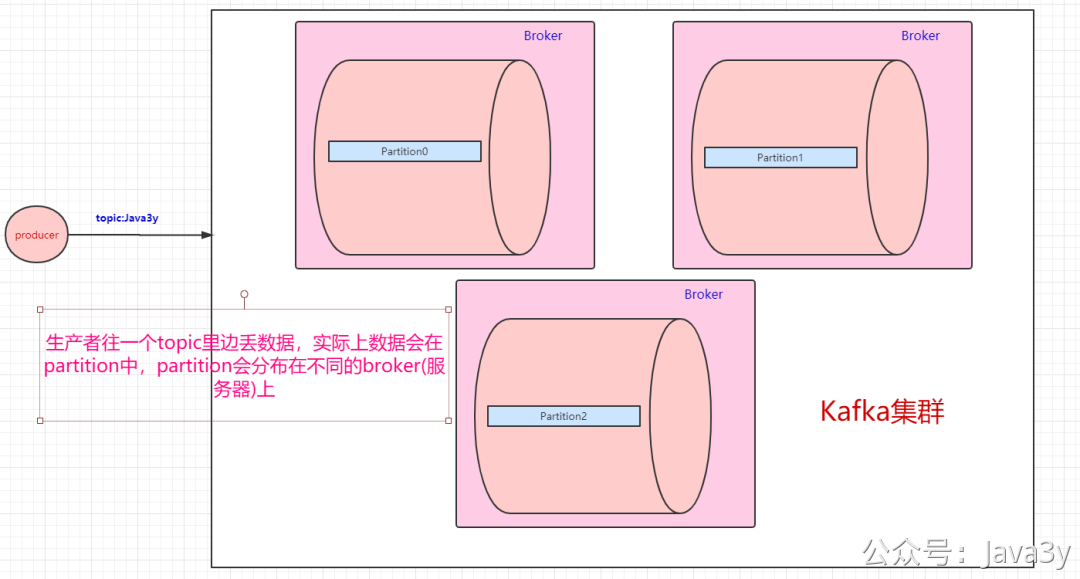 Broker
Broker
Partition0
Partition1
topic:Java3y
producer
Broker
生产者往一个topic里边丢数据，实际上数据会在
partition中，partition会分布在不同的broker(服
务器)上
Partition2
Kafka集群
公众号：Java3y